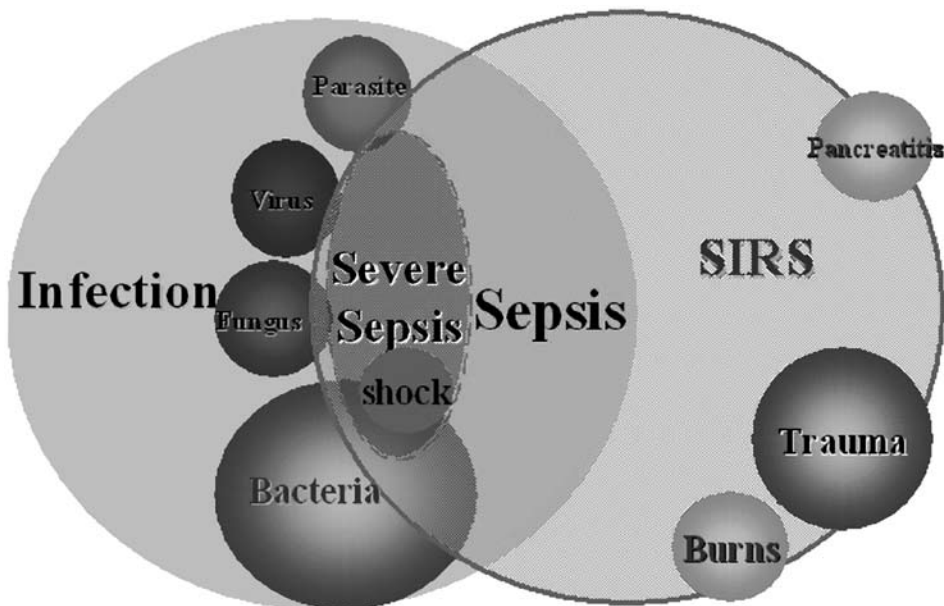 Parasite
Pancreatitis
Virus
SIRS
Infection
Severe
Sepsis
Sepsis
Fungus
shock
Trauma
Bacteria
Burns